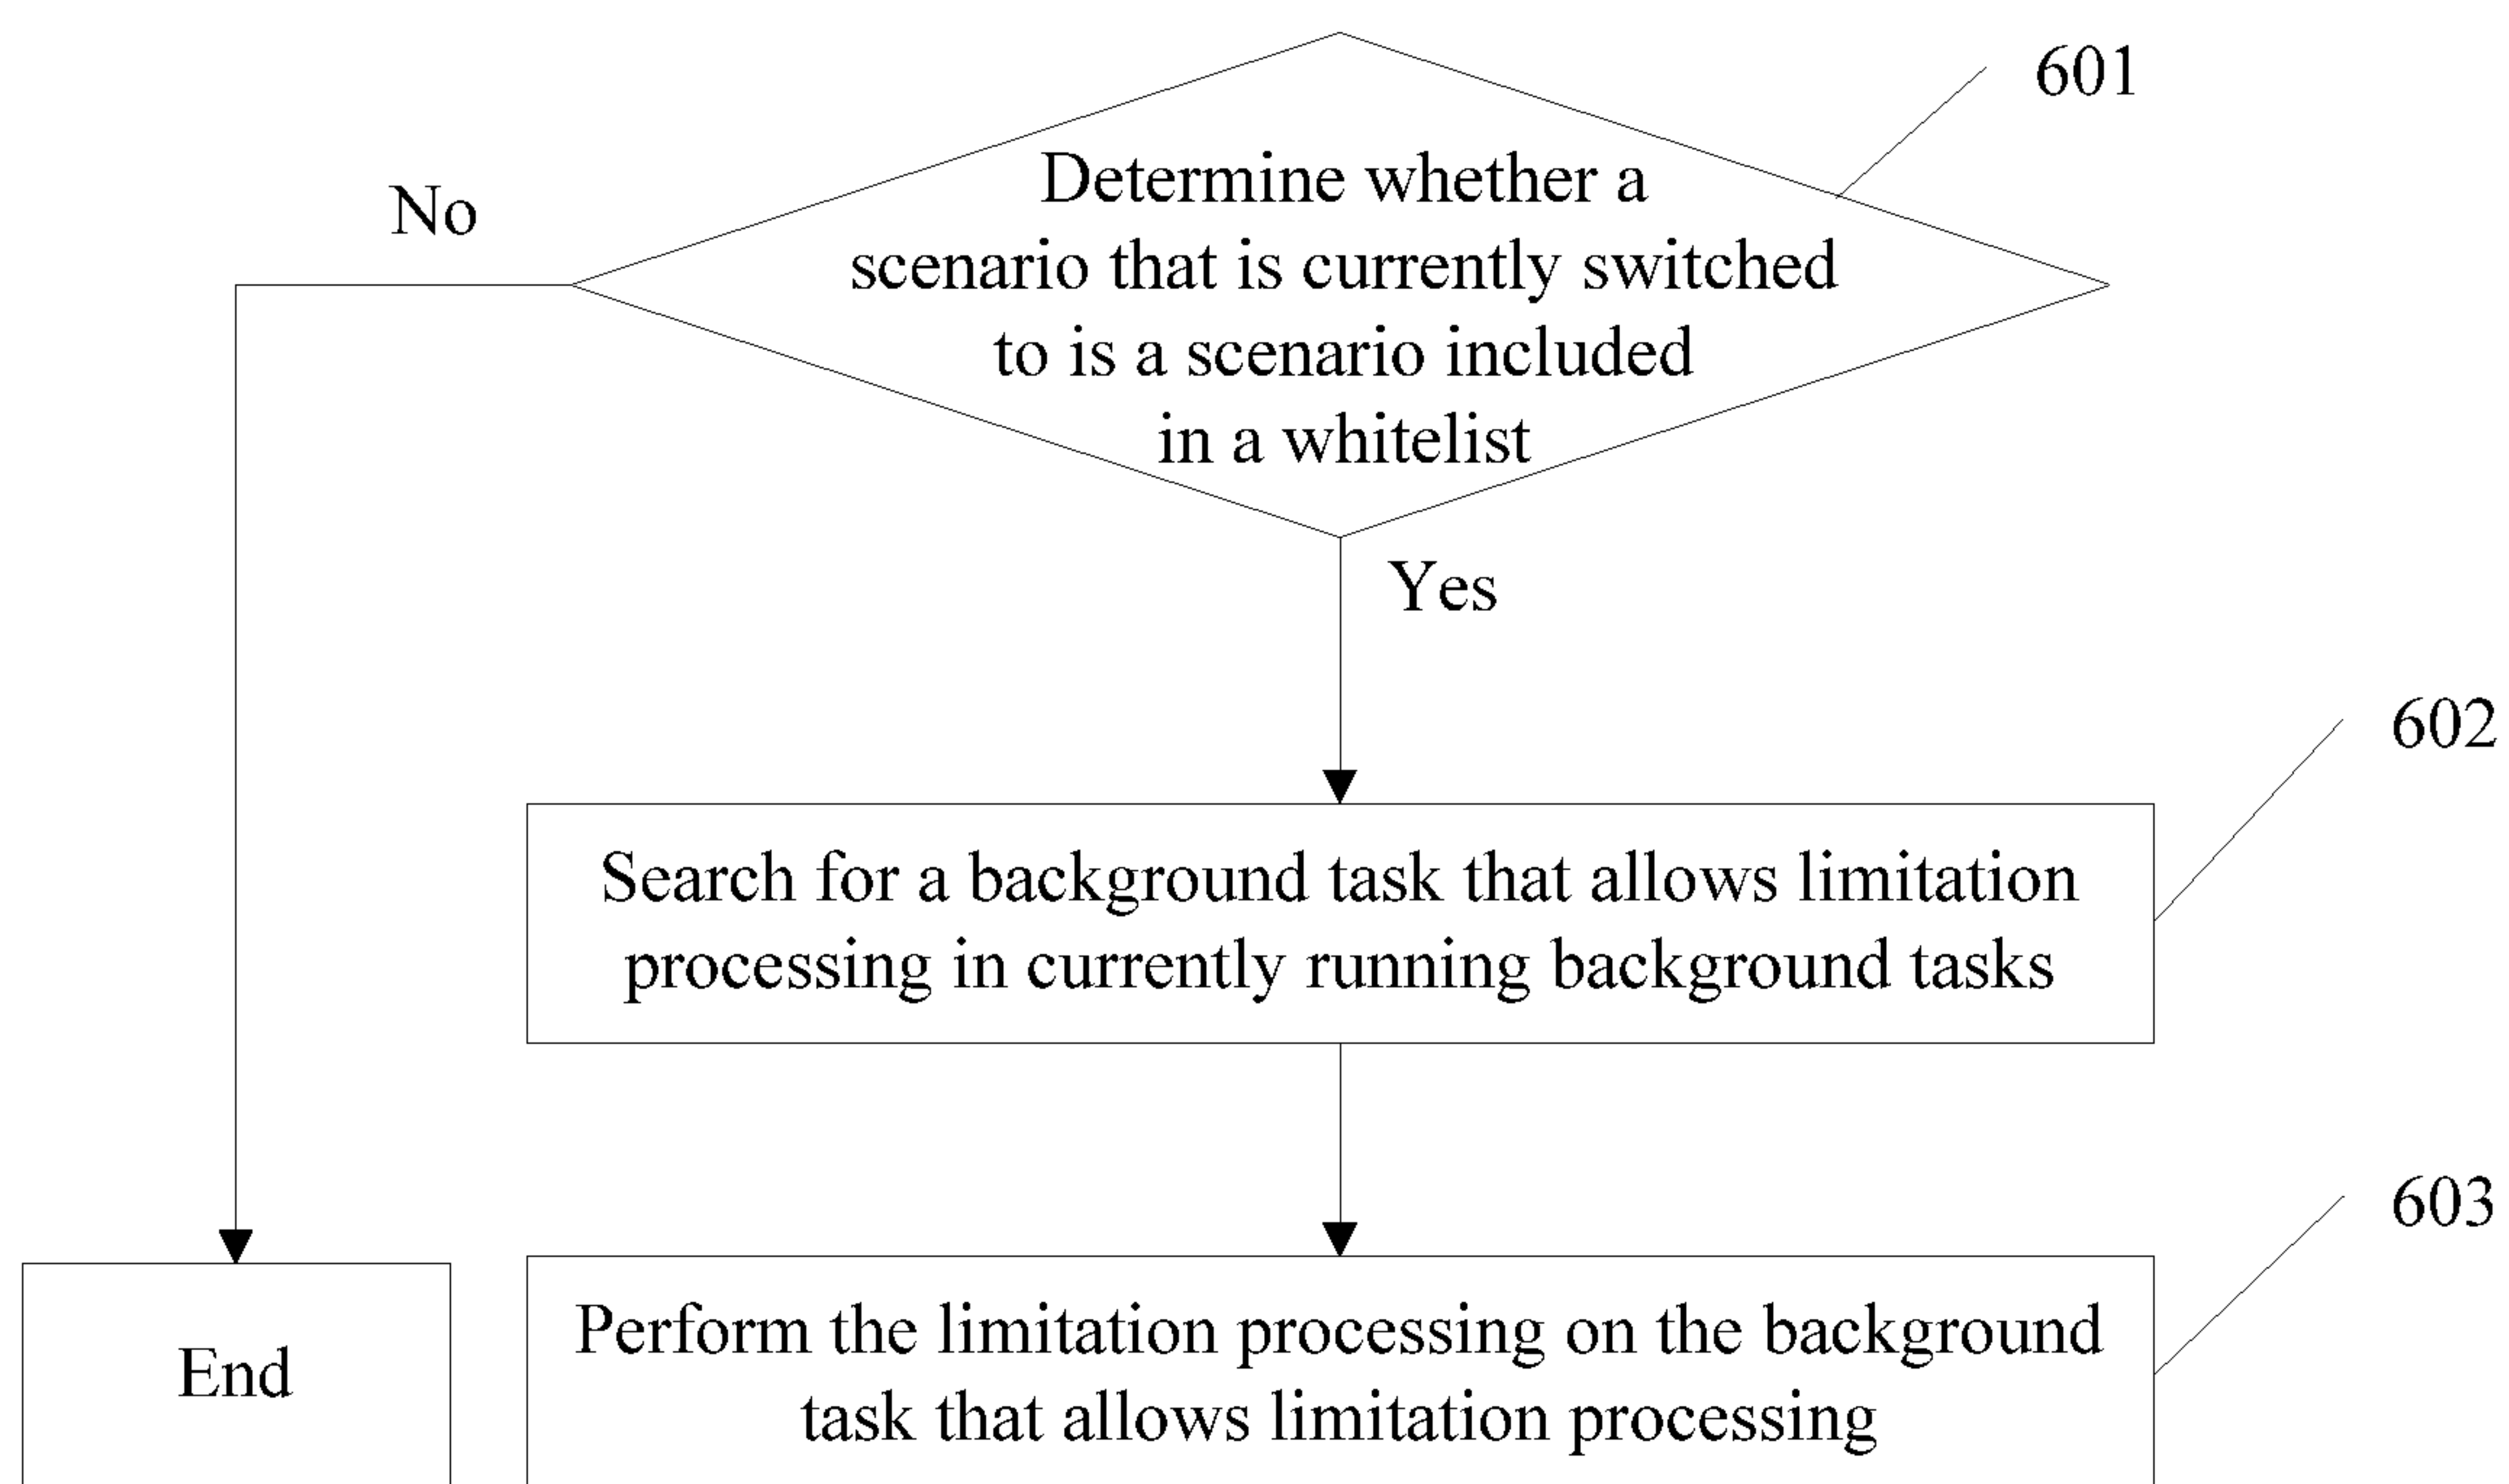 601
Determine whether a
scenario that is currently switched
to is a scenario included
in a whitelist
No
Yes
602
Search for a background task that allows limitation
processing in currently running background tasks
603
Perform the limitation processing on the background
task that allows limitation processing
End